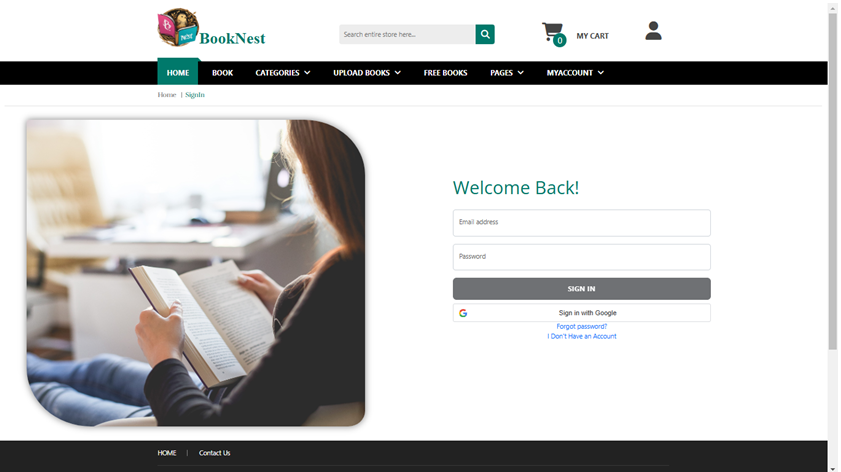 BookNest
Search entire store here...
0
MY CART
HOME
BOOK
CATEGORIES
UPLOAD BOOKS
FREE BOOKS
PAGES
MYACCOUNT
Home | SignIn
Welcome Back!
Email address
Password
SIGN IN
Sign in with Google
Forgot password?
I Don't Have an Account
HOME | Contact Us